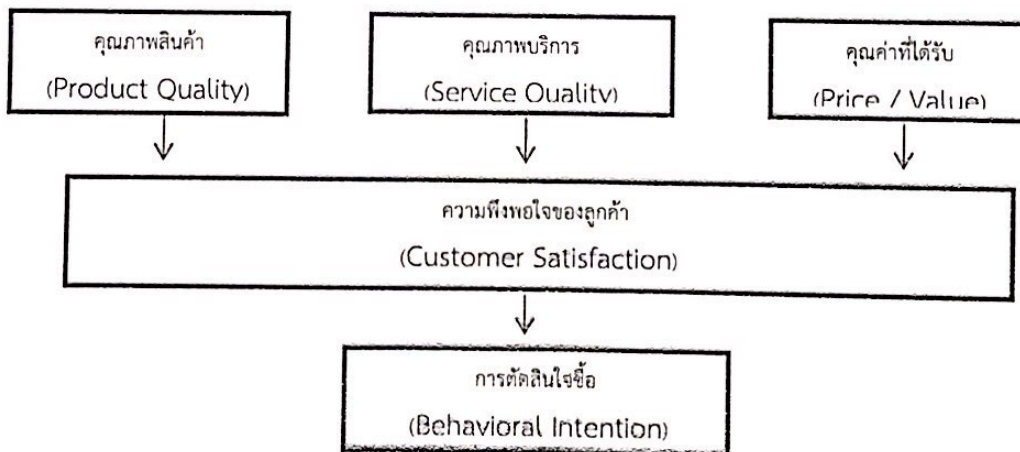 คุณภาพสินค้า
(Product Quality)
คุณภาพบริการ
(Service Quality)
คุณค่าที่ได้รับ
(Price / Value)
ความพึงพอใจของลูกค้า
(Customer Satisfaction)
การตัดสินใจซื้อ
(Behavioral Intention)